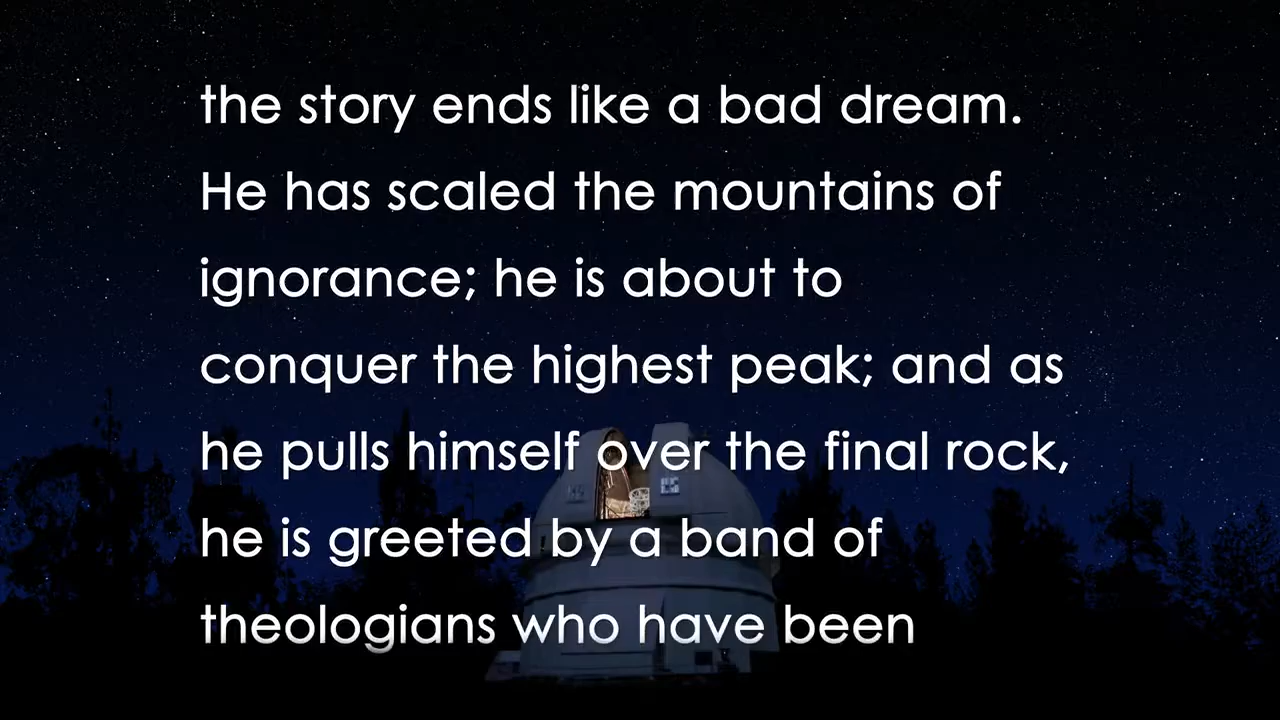 the story ends like a bad dream.
He has scaled the mountains of
ignorance; he is about to
conquer the highest peak; and as
he pulls himself over the final rock,
he is greeted by a band of
theologians who have been